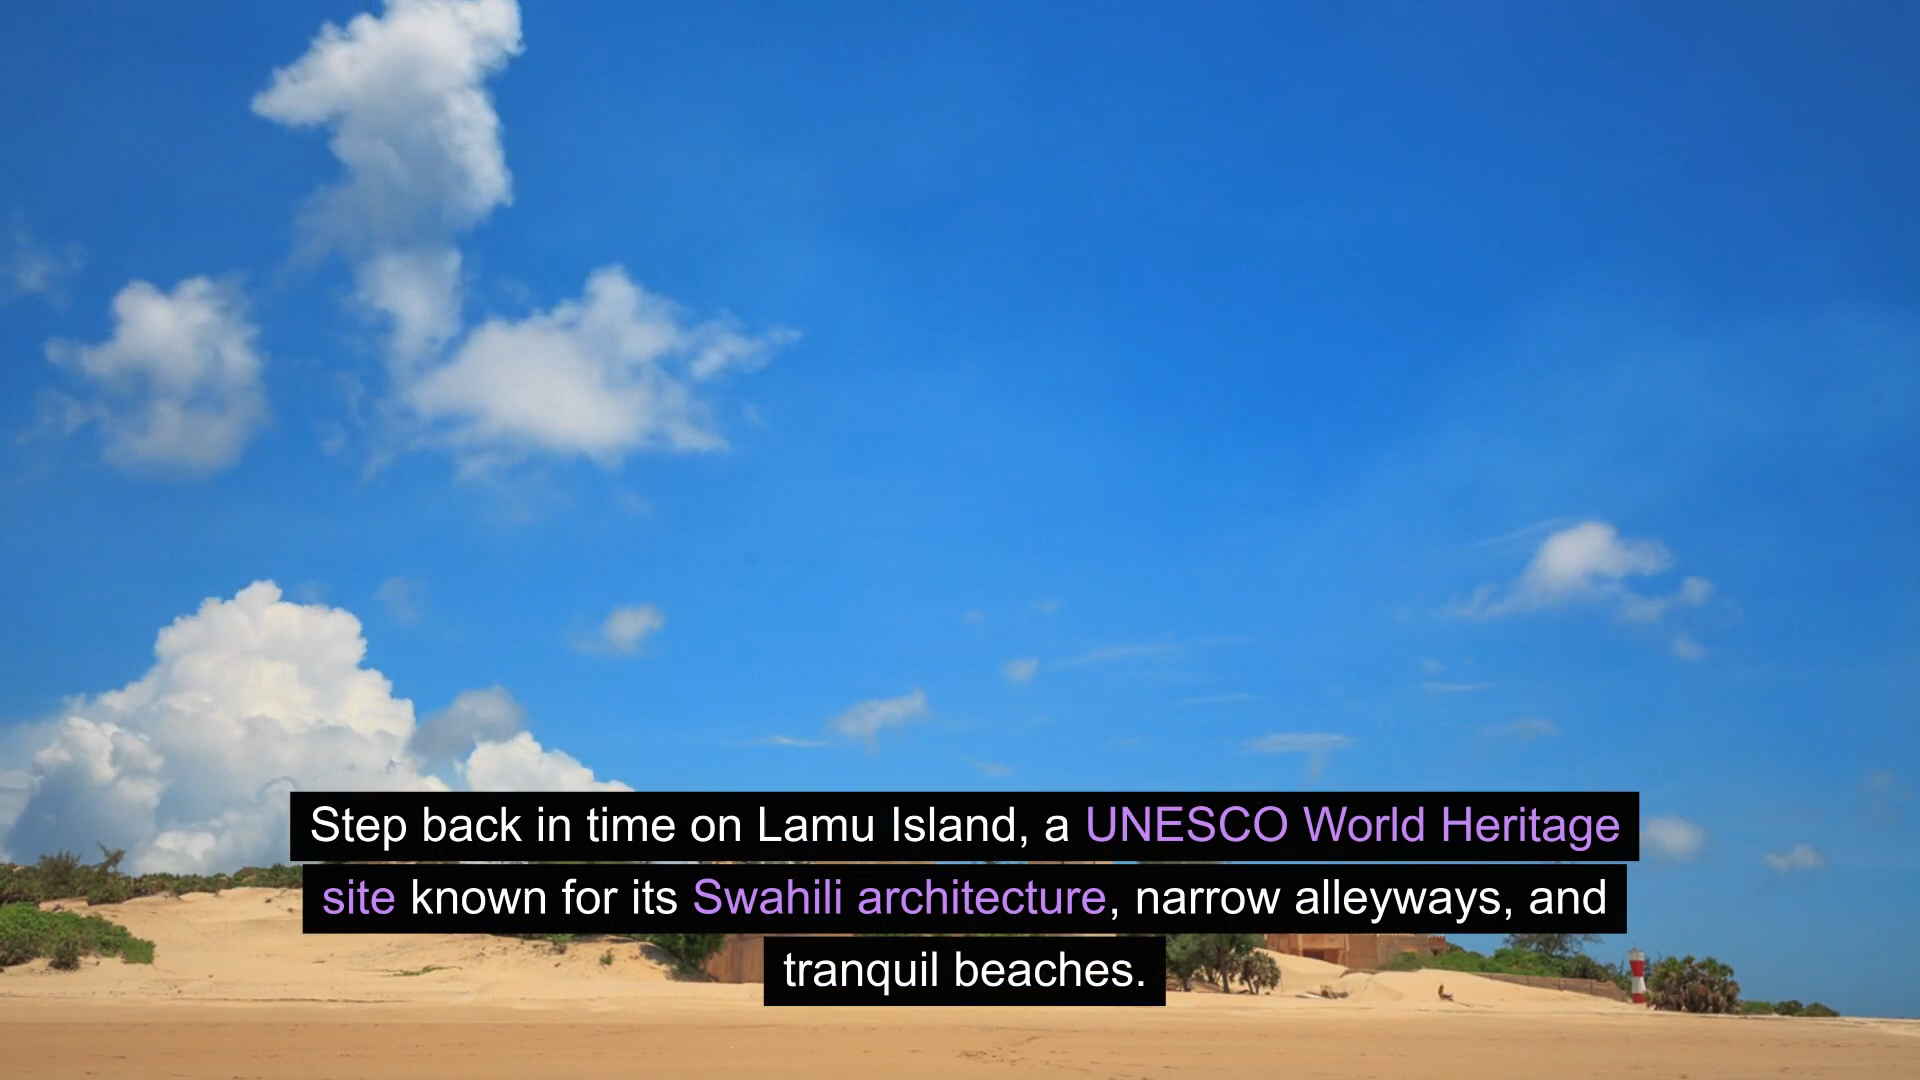 Step back in time on Lamu Island, a UNESCO World Heritage
site known for its Swahili architecture, narrow alleyways, and
tranquil beaches.